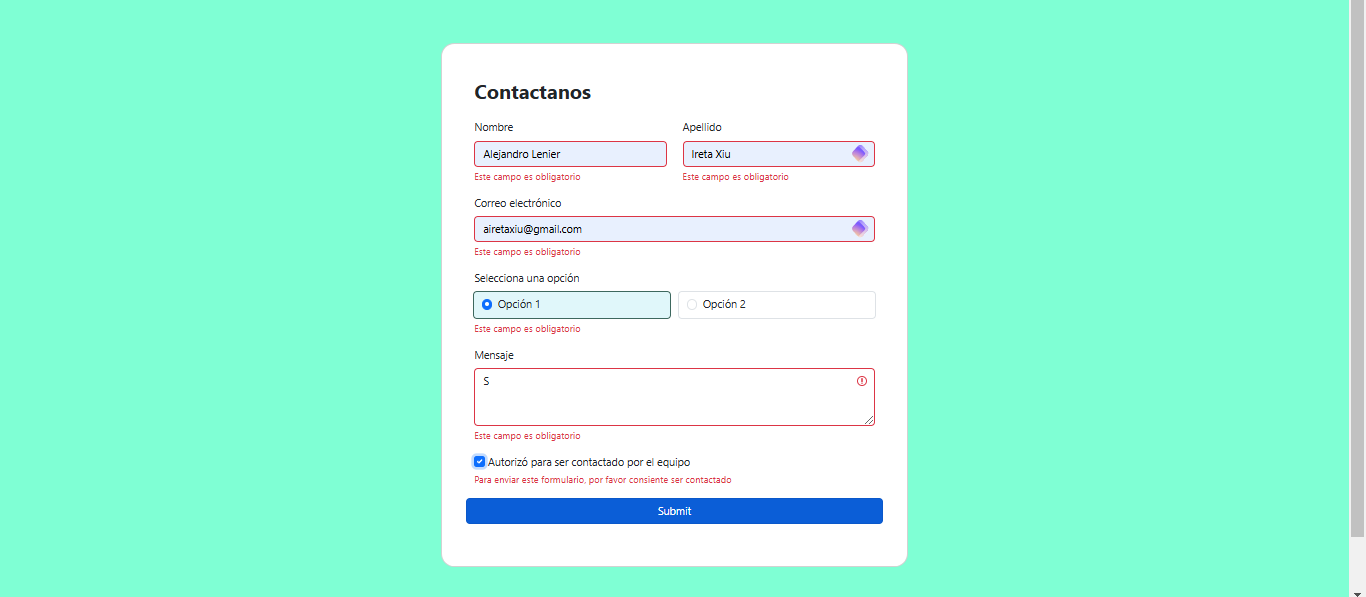 Contactanos
Nombre Apellido
Alejandro Lenier Ireta Xiu
Este campo es obligatorio Este campo es obligatorio
Correo electrónico
airetaxiu@gmail.com
Este campo es obligatorio
Selecciona una opción
Opción 1 Opción 2
Este campo es obligatorio
Mensaje
S
Este campo es obligatorio
Autorizó para ser contactado por el equipo
Para enviar este formulario, por favor consiente ser contactado
Submit